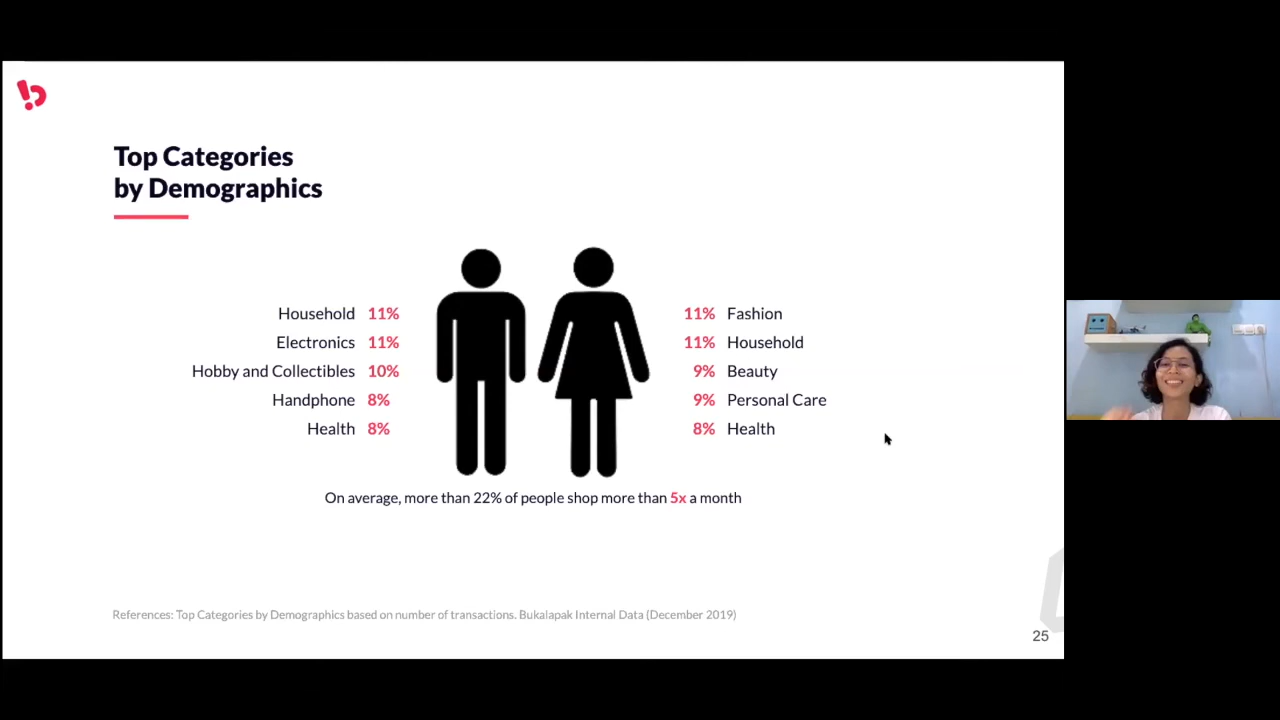 Top Categories
by Demographics
Household 11%
Electronics 11%
Hobby and Collectibles 10%
Handphone 8%
Health 8%
11% Fashion
11% Household
9% Beauty
9% Personal Care
8% Health
On average, more than 22% of people shop more than 5x a month
References: Top Categories by Demographics based on number of transactions. Bukalapak Internal Data (December 2019)
25